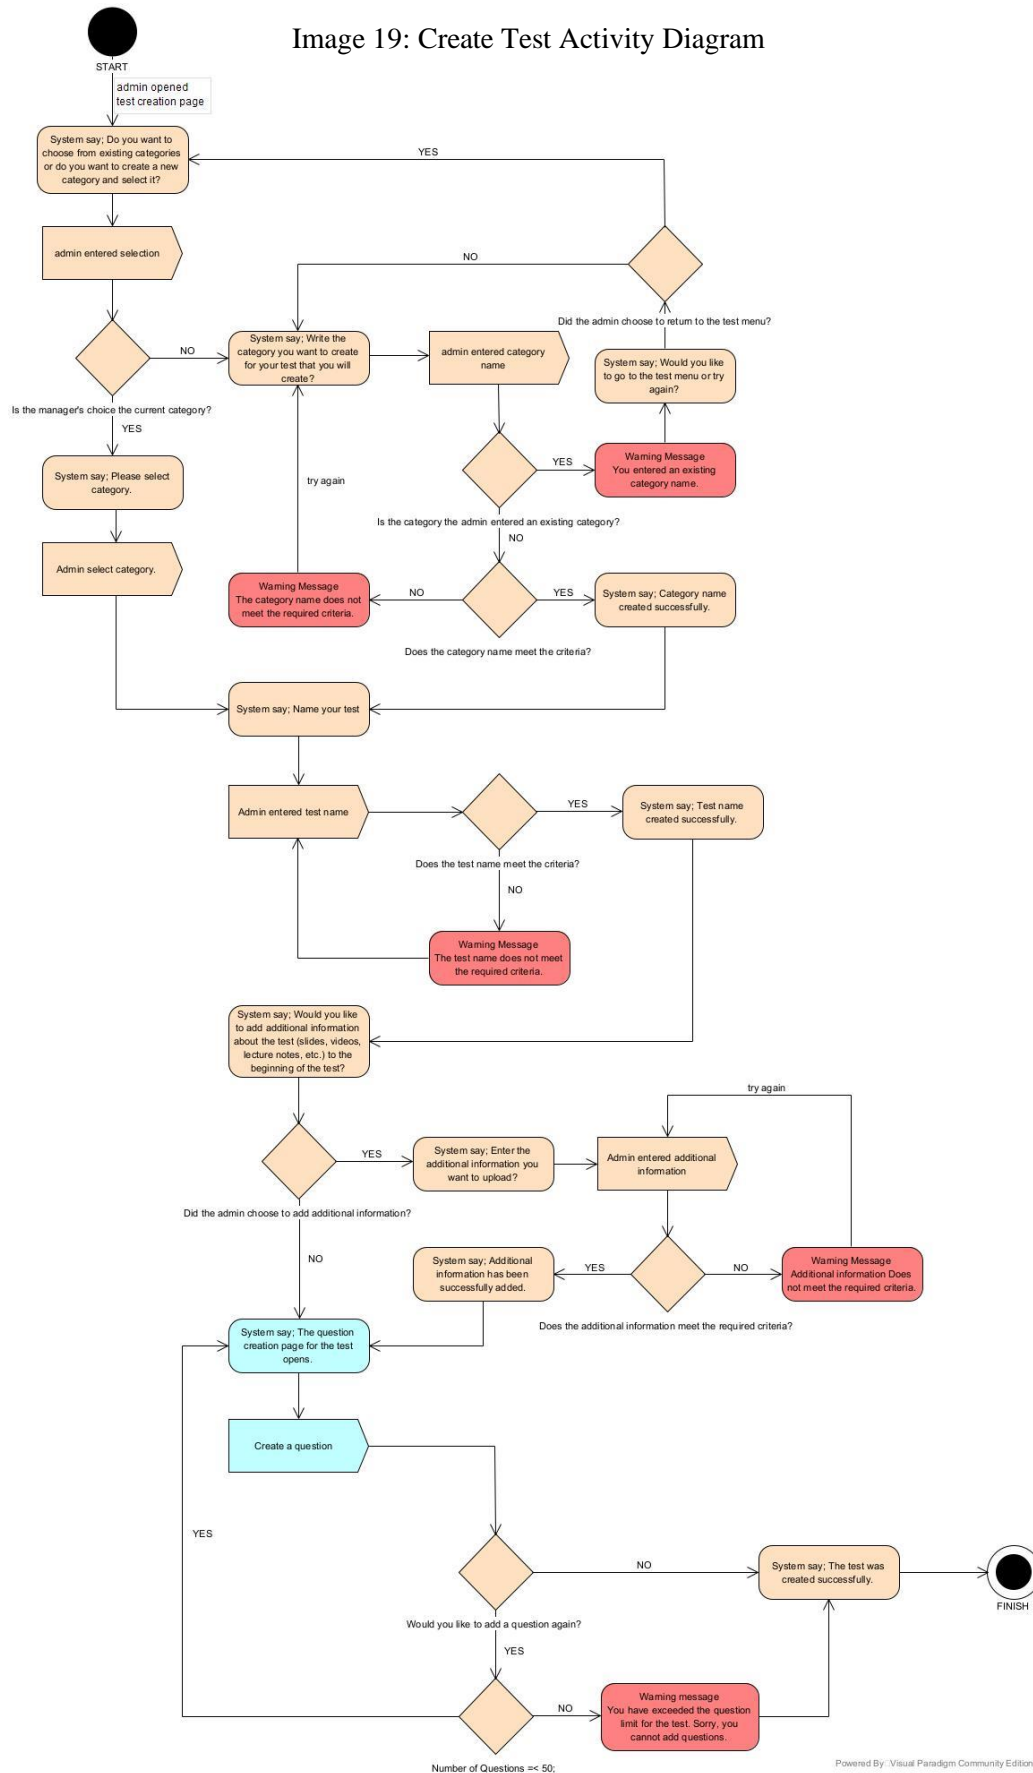 Image 19: Create Test Activity Diagram
START
admin opened
test creation page
System say; Do you want to
choose from existing categories
or do you want to create a new
category and select it?
YES
admin entered selection
NO
Did the admin choose to return to the test menu?
NO
System say; Write the
category you want to create
for your test that you will
create?
admin entered category
name
System say; Would you like
to go to the test menu or try
again?
Is the manager's choice the current category?
YES
System say; Please select
category.
try again
YES
Warning Message
You entered an existing
category name.
Is the category the admin entered an existing category?
NO
Admin select category.
Warning Message
The category name does not
meet the required criteria.
NO
YES
System say; Category name
created successfully.
Does the category name meet the criteria?
System say; Name your test
Admin entered test name
YES
System say; Test name
created successfully.
Does the test name meet the criteria?
NO
Warning Message
The test name does not meet
the required criteria.
System say; Would you like
to add additional information
about the test (slides, videos,
lecture notes, etc.) to the
beginning of the test?
try again
YES
System say; Enter the
additional information you
want to upload?
Admin entered additional
information
Did the admin choose to add additional information?
NO
System say; Additional
information has been
successfully added.
YES
NO
Warning Message
Additional information Does
not meet the required criteria.
Does the additional information meet the required criteria?
System say; The question
creation page for the test
opens.
Create a question
YES
NO
System say; The test was
created successfully.
FINISH
Would you like to add a question again?
YES
NO
Warning message
You have exceeded the question
limit for the test. Sorry, you
cannot add questions.
Number of Questions =< 50;
Powered By Visual Paradigm Community Edition